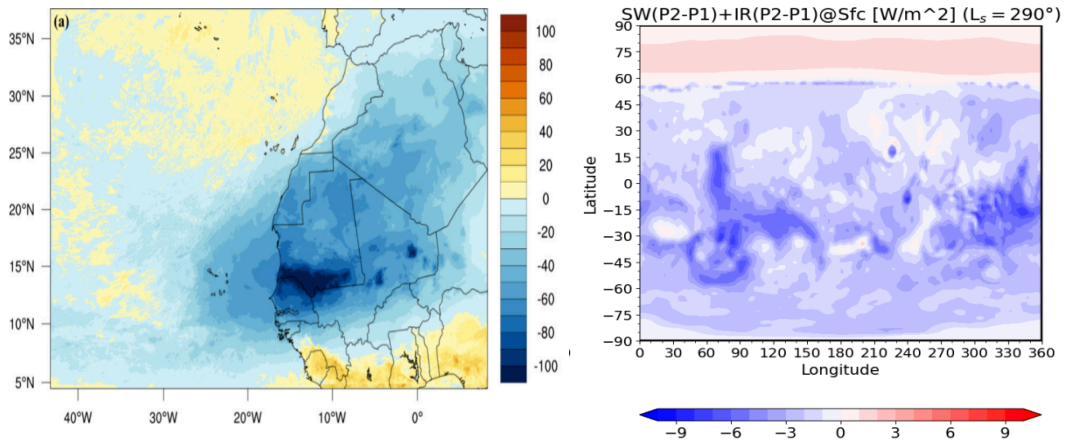 (a)
35°N
30°N
25°N
20°N
15°N
10°N
5°N
40°W
30°W
20°W
10°W
0°
100
80
60
40
20
0
-20
-40
-60
-80
-100
SW(P2-P1)+IR(P2-P1)@Sfc [W/m^2] (Ls = 290°)
Latitude
90
75
60
45
30
15
0
−15
−30
−45
−60
−75
−90
0 30 60 90 120 150 180 210 240 270 300 330 360
Longitude
−9 −6 −3 0 3 6 9